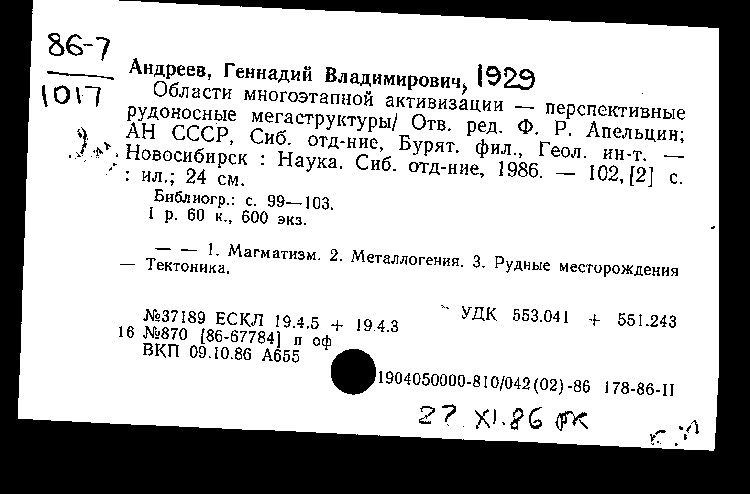 86-7
1017
Андреев, Геннадий Владимирович, 1929
Области многоэтапной активизации — перспективные
рудоносные мегаструктуры/ Отв. ред. Ф. Р. Апельцин;
АН СССР, Сиб. отд-ние, Бурят. фил., Геол. ин-т. —
Новосибирск : Наука. Сиб. отд-ние, 1986. — 102, [2] с.
: ил.; 24 см.
Библиогр.: с. 99—103.
1 р. 60 к., 600 экз.
— — 1. Магматизм. 2. Металлогения. 3. Рудные месторождения
— Тектоника.
УДК 553.041 + 551.243
№37189 ЕСКЛ 19.4.5 + 19.4.3
16 №870 [86-67784] п оф
ВКП 09.10.86 А655
1904050000-810/042(02)-86 178-86-II
27 XI.86